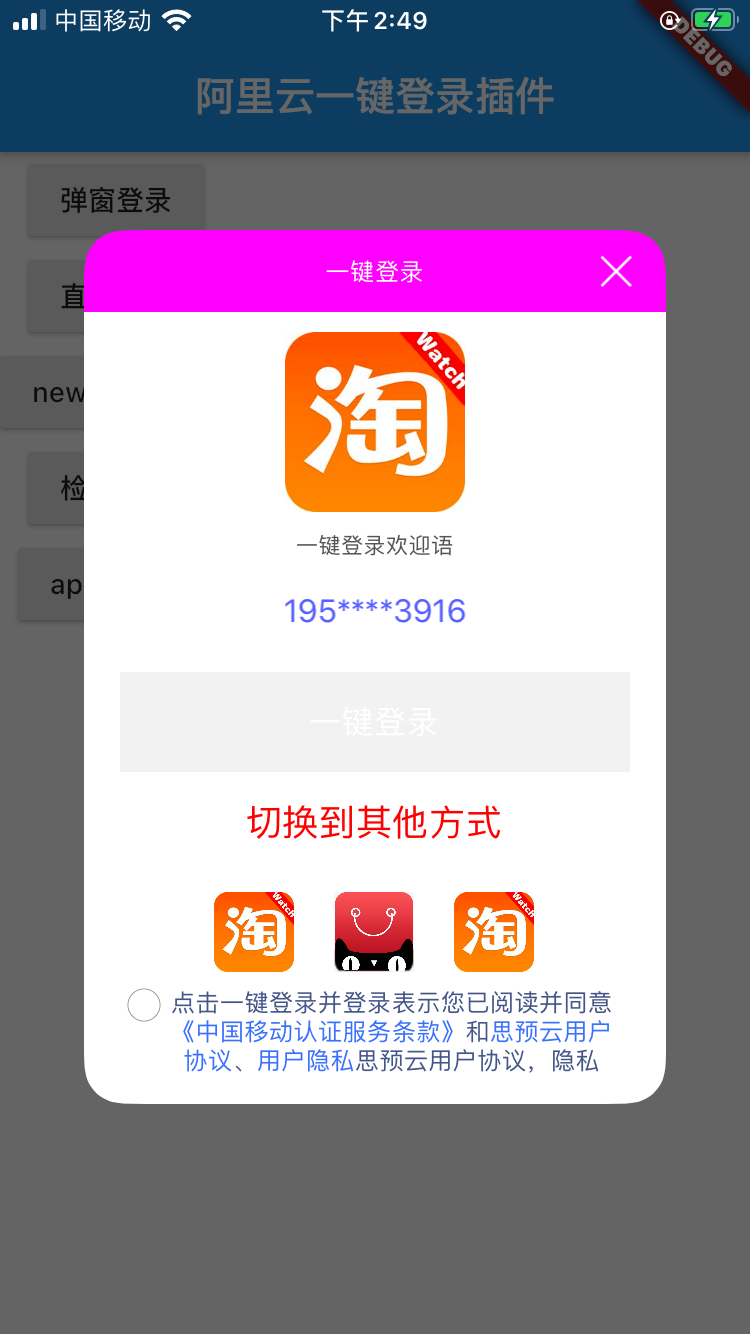 中国移动
下午2:49
DEBUG
阿里云一键登录插件
弹窗登录
直
new
检
ap
一键登录
Watch
淘
一键登录欢迎语
195****3916
一键登录
切换到其他方式
Watch
淘
Watch
淘
点击一键登录并登录表示您已阅读并同意
《中国移动认证服务条款》和思预云用户
协议、用户隐私思预云用户协议，隐私